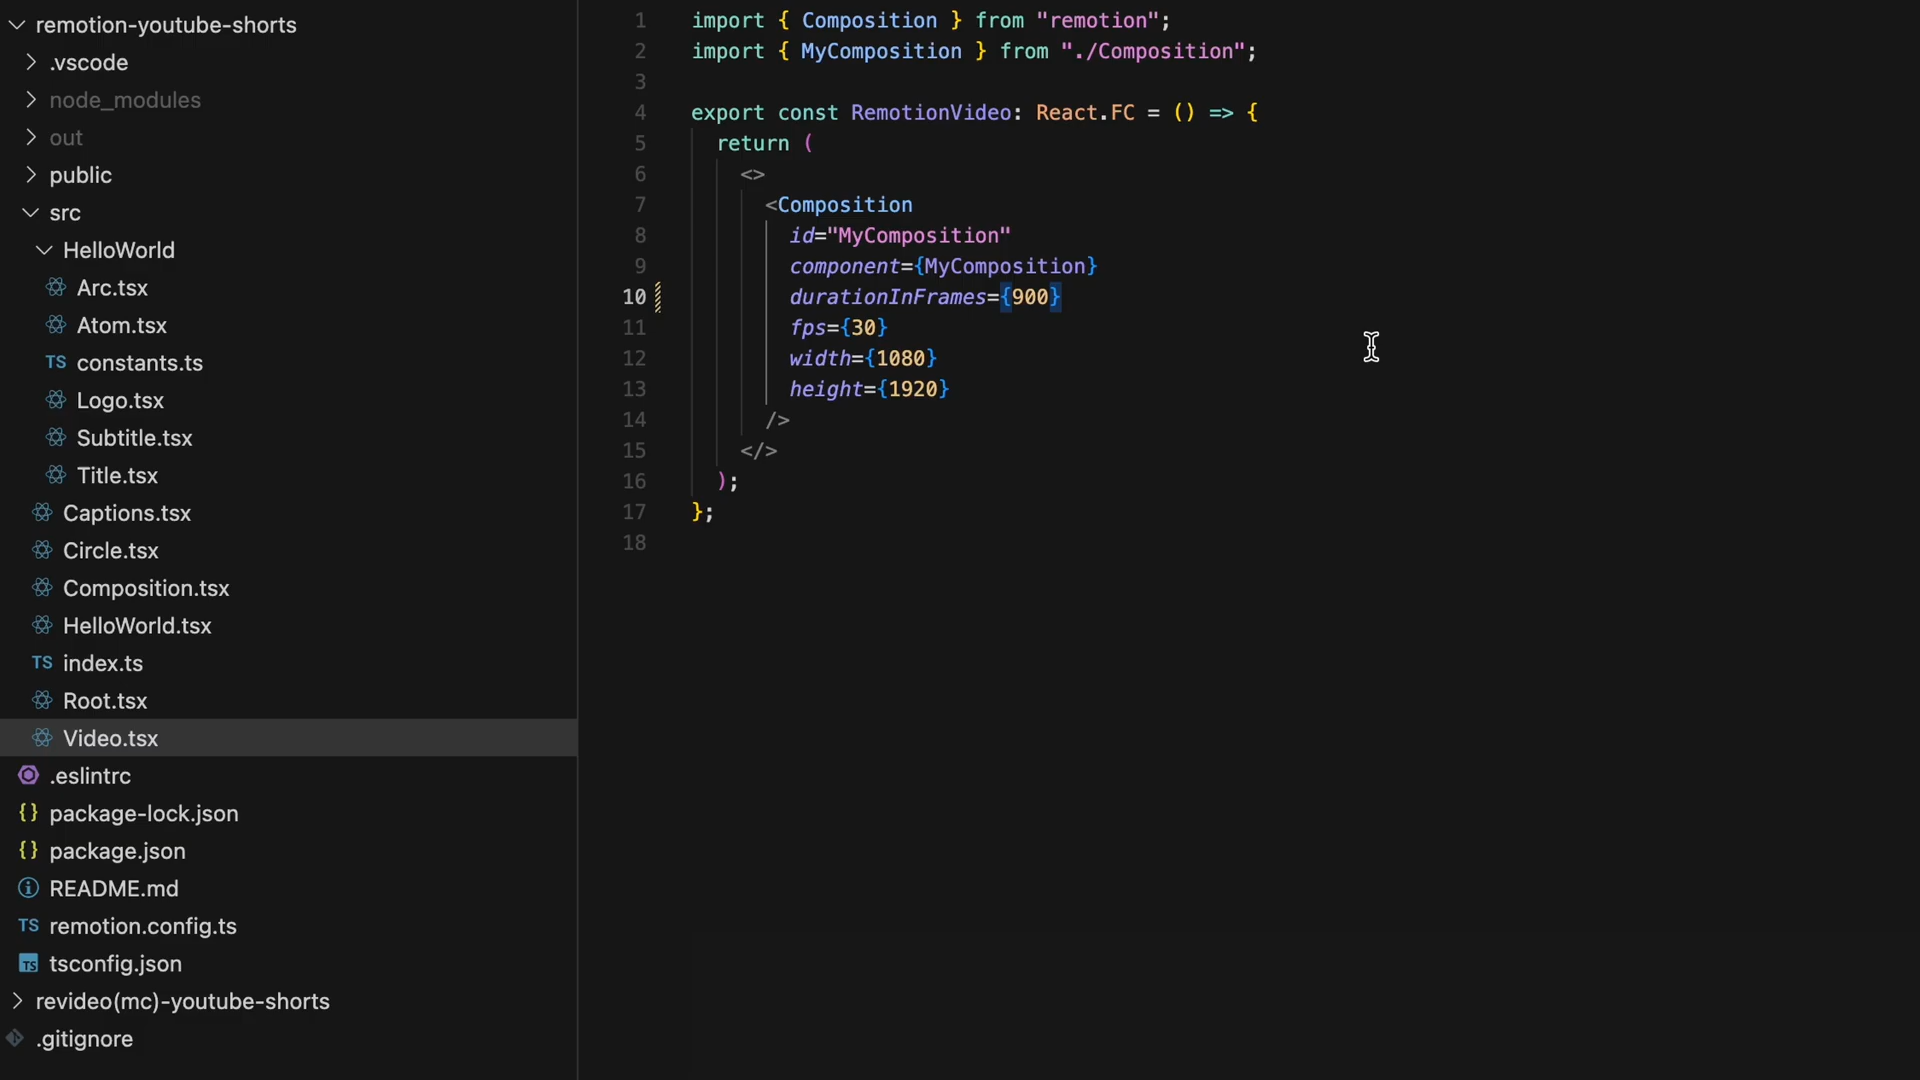 remotion-youtube-shorts
.vscode
node_modules
out
public
src
HelloWorld
Arc.tsx
Atom.tsx
TS constants.ts
Logo.tsx
Subtitle.tsx
Title.tsx
Captions.tsx
Circle.tsx
Composition.tsx
HelloWorld.tsx
TS index.ts
Root.tsx
Video.tsx
.eslintrc
{} package-lock.json
{} package.json
README.md
TS remotion.config.ts
TS tsconfig.json
revideo(mc)-youtube-shorts
.gitignore
1 import { Composition } from "remotion";
2 import { MyComposition } from "./Composition";
3
4 export const RemotionVideo: React.FC = () => {
5 return (
6 <>
7 <Composition
8 id="MyComposition"
9 component={MyComposition}
10 durationInFrames={900}
11 fps={30}
12 width={1080}
13 height={1920}
14 />
15 </>
16 );
17 };
18